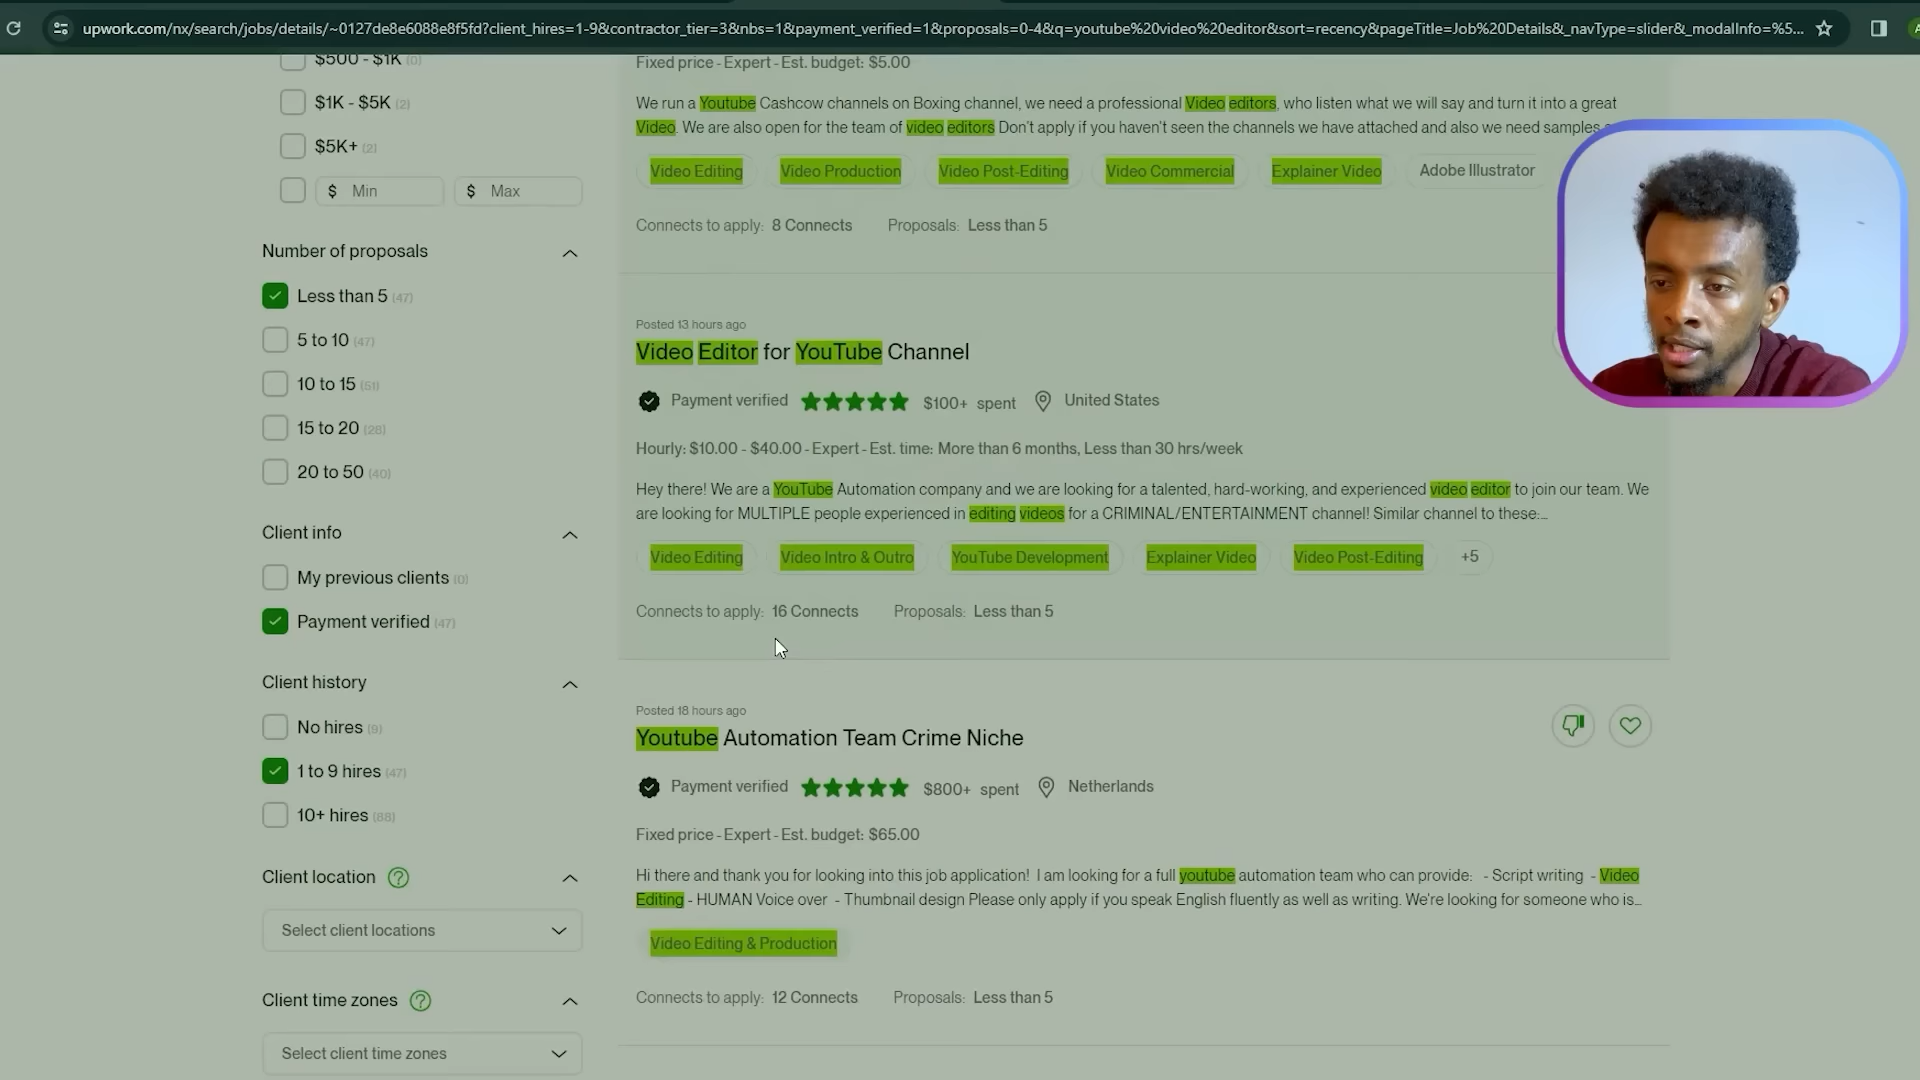 upwork.com/nx/search/jobs/details/~0127de8e6088e8f5fd?client_hires=1-9&contractor_tier=3&nbs=1&payment_verified=1&proposals=0-4&q=youtube%20video%20editor&sort=recency&pageTitle=Job%20Details&_navType=slider&_modalInfo=%5...
$500 - $1K (0)
$1K - $5K (2)
$5K+ (2)
$ Min $ Max
Number of proposals
Less than 5 (47)
5 to 10 (47)
10 to 15 (51)
15 to 20 (28)
20 to 50 (40)
Client info
My previous clients (0)
Payment verified (47)
Client history
No hires (9)
1 to 9 hires (47)
10+ hires (88)
Client location ?
Select client locations
Client time zones ?
Select client time zones
Fixed price - Expert - Est. budget: $5.00
We run a Youtube Cashcow channels on Boxing channel, we need a professional Video editors, who listen what we will say and turn it into a great
Video. We are also open for the team of video editors Don't apply if you haven't seen the channels we have attached and also we need samples
Video Editing Video Production Video Post-Editing Video Commercial Explainer Video Adobe Illustrator
Connects to apply: 8 Connects Proposals: Less than 5
Posted 13 hours ago
Video Editor for YouTube Channel
Payment verified $100+ spent United States
Hourly: $10.00 - $40.00 - Expert - Est. time: More than 6 months, Less than 30 hrs/week
Hey there! We are a YouTube Automation company and we are looking for a talented, hard-working, and experienced video editor to join our team. We
are looking for MULTIPLE people experienced in editing videos for a CRIMINAL/ENTERTAINMENT channel! Similar channel to these:...
Video Editing Video Intro & Outro YouTube Development Explainer Video Video Post-Editing +5
Connects to apply: 16 Connects Proposals: Less than 5
Posted 18 hours ago
Youtube Automation Team Crime Niche
Payment verified $800+ spent Netherlands
Fixed price - Expert - Est. budget: $65.00
Hi there and thank you for looking into this job application! I am looking for a full youtube automation team who can provide: - Script writing - Video
Editing - HUMAN Voice over - Thumbnail design Please only apply if you speak English fluently as well as writing. We're looking for someone who is...
Video Editing & Production
Connects to apply: 12 Connects Proposals: Less than 5